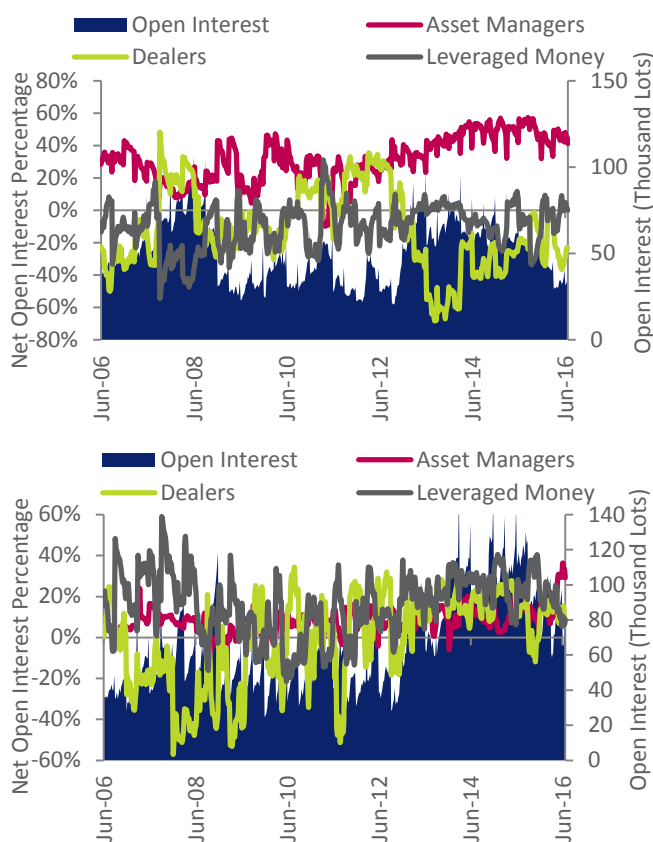 Open Interest Asset Managers
Dealers Leveraged Money
Net Open Interest Percentage
80%
60%
40%
20%
0%
-20%
-40%
-60%
-80%
150
100
50
0
Open Interest (Thousand Lots)
Jun-06 Jun-08 Jun-10 Jun-12 Jun-14 Jun-16
Open Interest Asset Managers
Dealers Leveraged Money
Net Open Interest Percentage
60%
40%
20%
0%
-20%
-40%
-60%
140
120
100
80
60
40
20
0
Open Interest (Thousand Lots)
Jun-06 Jun-08 Jun-10 Jun-12 Jun-14 Jun-16